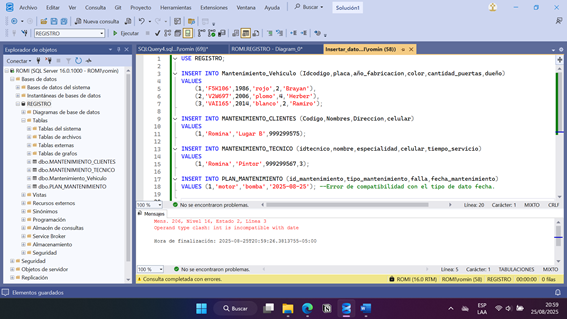 Archivo Editar Ver Git Proyecto Herramientas Extensiones Ventana Ayuda Buscar Solución1
Consulta
Nueva consulta
REGISTRO Ejecutar
Explorador de objetos
Conectar
ROMI (SQL Server 16.0.1000 - ROMI\romin)
Bases de datos
Bases de datos del sistema
Instantáneas de bases de datos
REGISTRO
Diagramas de base de datos
Tablas
Tablas del sistema
Tablas de archivos
Tablas externas
Tablas de grafos
dbo.MANTENIMIENTO_CLIENTES
dbo.MANTENIMIENTO_TECNICO
dbo.Mantenimiento_Vehiculo
dbo.PLAN_MANTENIMIENTO
Vistas
Recursos externos
Sinónimos
Programación
Almacén de consultas
Service Broker
Almacenamiento
Seguridad
Seguridad
Objetos de servidor
Replicación
SQLQuery4.sql ROMI.REGISTRO - Diagram_0*
1 USE REGISTRO;
2
3 INSERT INTO Mantenimiento_Vehiculo (Idcodigo,placa,año_fabricacion,color,cantidad_puertas,dueño)
4 VALUES
5 (1,'F5W106',1986,'rojo',2,'Brayan'),
6 (2,'V2W697',2006,'plomo',4,'Herber'),
7 (3,'VAI165',2014,'blanco',2,'Ramiro');
8
9 INSERT INTO MANTENIMIENTO_CLIENTES (Codigo,Nombres,Direccion,celular)
10 VALUES
11 (1,'Romina','Lugar B',999299575);
12
13 INSERT INTO MANTENIMIENTO_TECNICO (idtecnico,nombre,especialidad,celular,tiempo_servicio)
14 VALUES
15 (1,'Romina','Pintor',999299567,3);
16
17 INSERT INTO PLAN_MANTENIMIENTO (id_mantenimiento,tipo_mantenimiento,falla,fecha_mantenimiento)
18 VALUES (1,'motor','bomba','2025-08-25'); --Error de compatibilidad con el tipo de dato fecha.
19
100 % No se encontraron problemas. Línea: 20 Carácter: 1 MIXTO CRLF
Mensajes
Mens. 206, Nivel 16, Estado 2, Línea 3
Operand type clash: int is incompatible with date
Hora de finalización: 2025-08-25T20:59:26.3813755-05:00
100 % No se encontraron problemas. Línea: 5 Carácter: 1 TABULACIONES MIXTO
Consulta completada con errores. ROMI (16.0 RTM) ROMI\romin (58) REGISTRO 00:00:00 0 filas
Elementos guardados
Buscar
ESP
LAA
20:59
25/08/2025